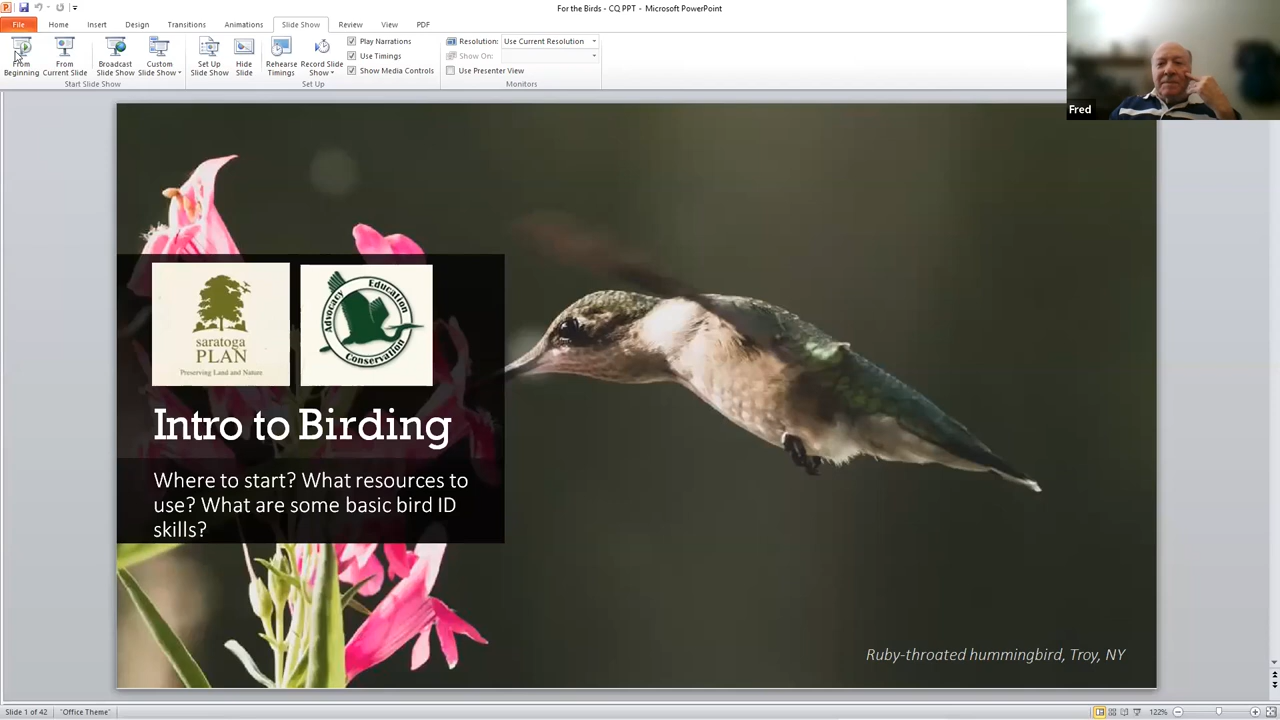 For the Birds - CQ PPT - Microsoft PowerPoint
File Home Insert Design Transitions Animations Slide Show Review View PDF
From Beginning
From Current Slide
Broadcast Slide Show
Custom Slide Show
Set Up Slide Show
Hide Slide
Rehearse Timings
Record Slide Show
Play Narrations
Use Timings
Show Media Controls
Resolution: Use Current Resolution
Show On:
Use Presenter View
Start Slide Show
Set Up
Monitors
Fred
saratoga
PLAN
Preserving Land and Nature
Advocacy Education
Conservation
Intro to Birding
Where to start? What resources to
use? What are some basic bird ID
skills?
Ruby-throated hummingbird, Troy, NY
Slide 1 of 42 "Office Theme" 122%